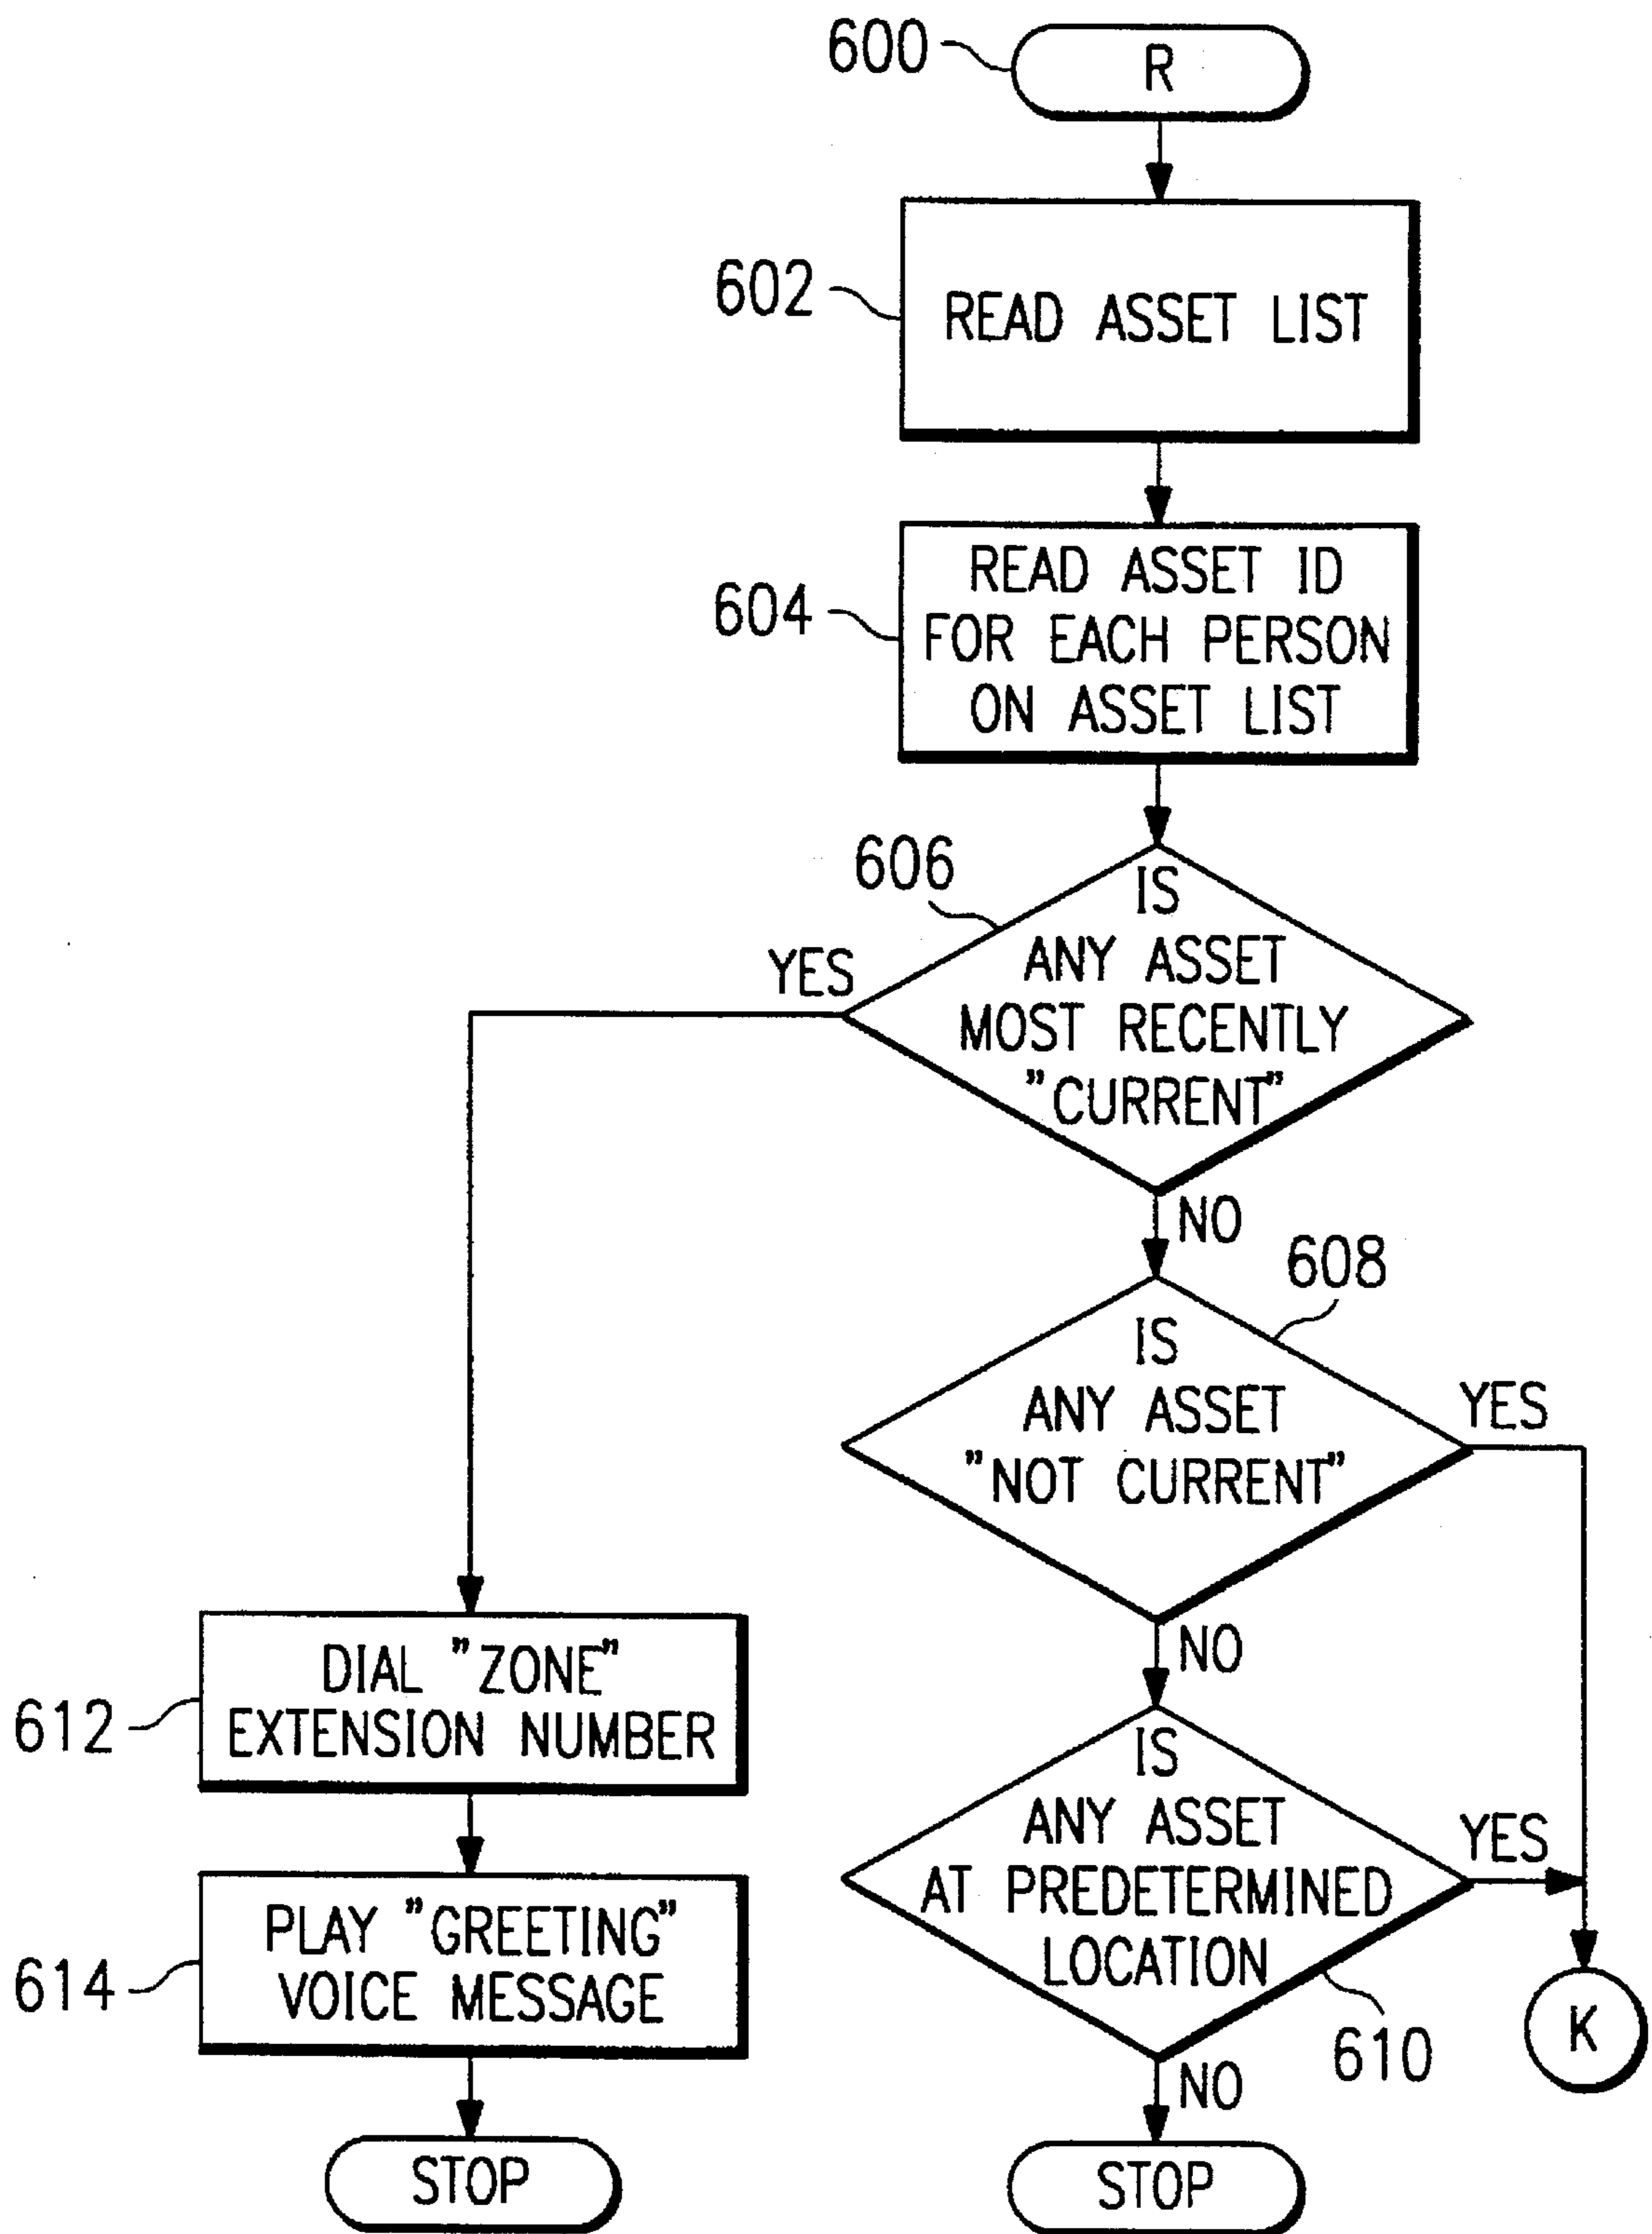 600
R
602
READ ASSET LIST
604
READ ASSET ID
FOR EACH PERSON
ON ASSET LIST
606
IS
ANY ASSET
MOST RECENTLY
"CURRENT"
YES
NO
608
IS
ANY ASSET
"NOT CURRENT"
YES
NO
612
DIAL "ZONE"
EXTENSION NUMBER
IS
ANY ASSET
AT PREDETERMINED
LOCATION
YES
610
NO
614
PLAY "GREETING"
VOICE MESSAGE
K
STOP
STOP